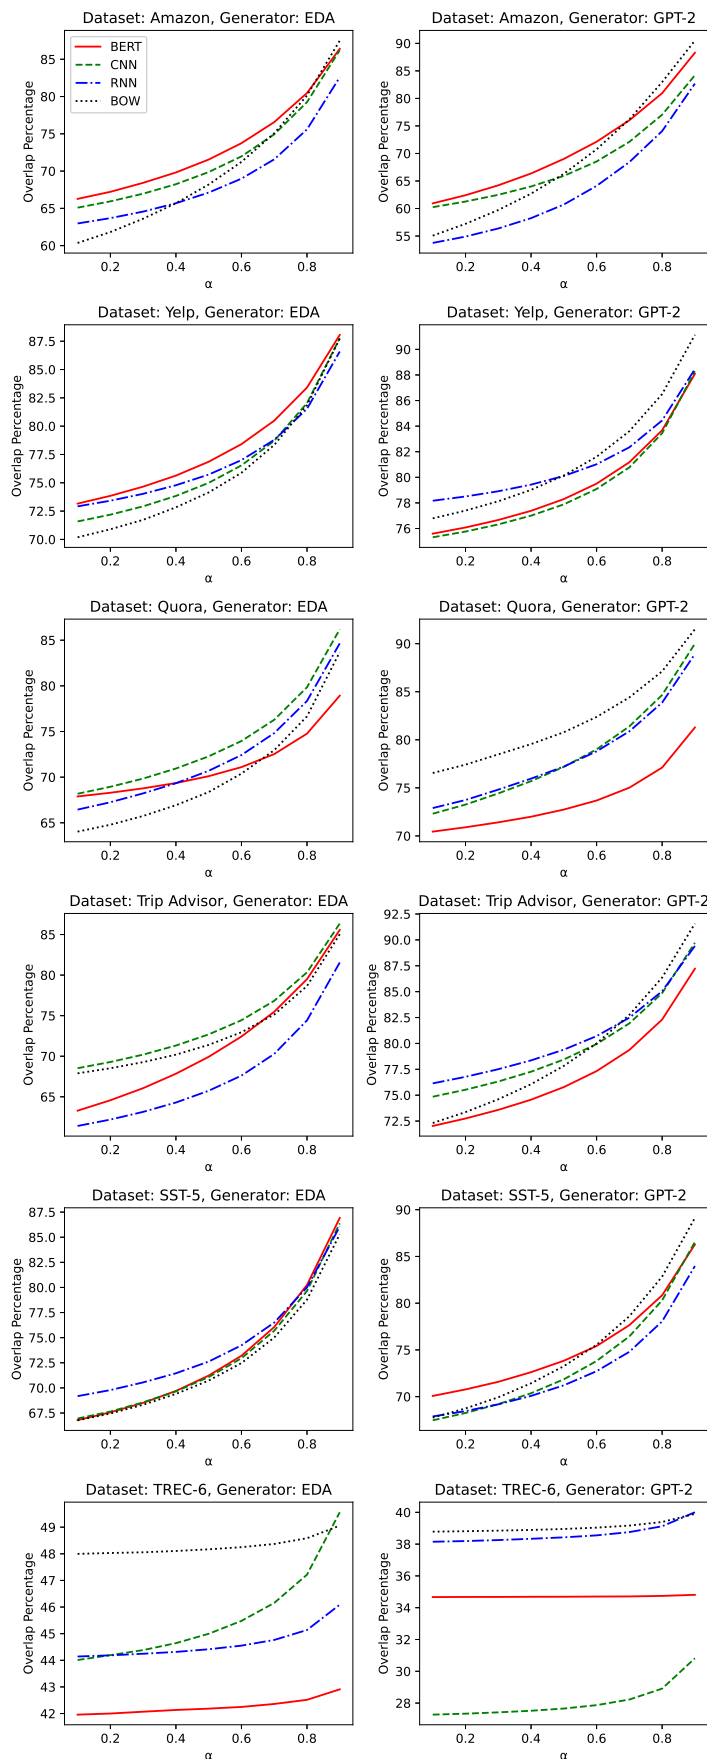 Dataset: Amazon, Generator: EDA
Overlap Percentage
85
80
75
70
65
60
BERT
CNN
RNN
BOW
0.2 0.4 0.6 0.8
α
Dataset: Amazon, Generator: GPT-2
Overlap Percentage
90
85
80
75
70
65
60
55
0.2 0.4 0.6 0.8
α
Dataset: Yelp, Generator: EDA
Overlap Percentage
87.5
85.0
82.5
80.0
77.5
75.0
72.5
70.0
0.2 0.4 0.6 0.8
α
Dataset: Yelp, Generator: GPT-2
Overlap Percentage
90
88
86
84
82
80
78
76
0.2 0.4 0.6 0.8
α
Dataset: Quora, Generator: EDA
Overlap Percentage
85
80
75
70
65
0.2 0.4 0.6 0.8
α
Dataset: Quora, Generator: GPT-2
Overlap Percentage
90
85
80
75
70
0.2 0.4 0.6 0.8
α
Dataset: Trip Advisor, Generator: EDA
Overlap Percentage
85
80
75
70
65
0.2 0.4 0.6 0.8
α
Dataset: Trip Advisor, Generator: GPT-2
Overlap Percentage
92.5
90.0
87.5
85.0
82.5
80.0
77.5
75.0
72.5
0.2 0.4 0.6 0.8
α
Dataset: SST-5, Generator: EDA
Overlap Percentage
87.5
85.0
82.5
80.0
77.5
75.0
72.5
70.0
67.5
0.2 0.4 0.6 0.8
α
Dataset: SST-5, Generator: GPT-2
Overlap Percentage
90
85
80
75
70
0.2 0.4 0.6 0.8
α
Dataset: TREC-6, Generator: EDA
Overlap Percentage
49
48
47
46
45
44
43
42
0.2 0.4 0.6 0.8
α
Dataset: TREC-6, Generator: GPT-2
Overlap Percentage
40
38
36
34
32
30
28
0.2 0.4 0.6 0.8
α